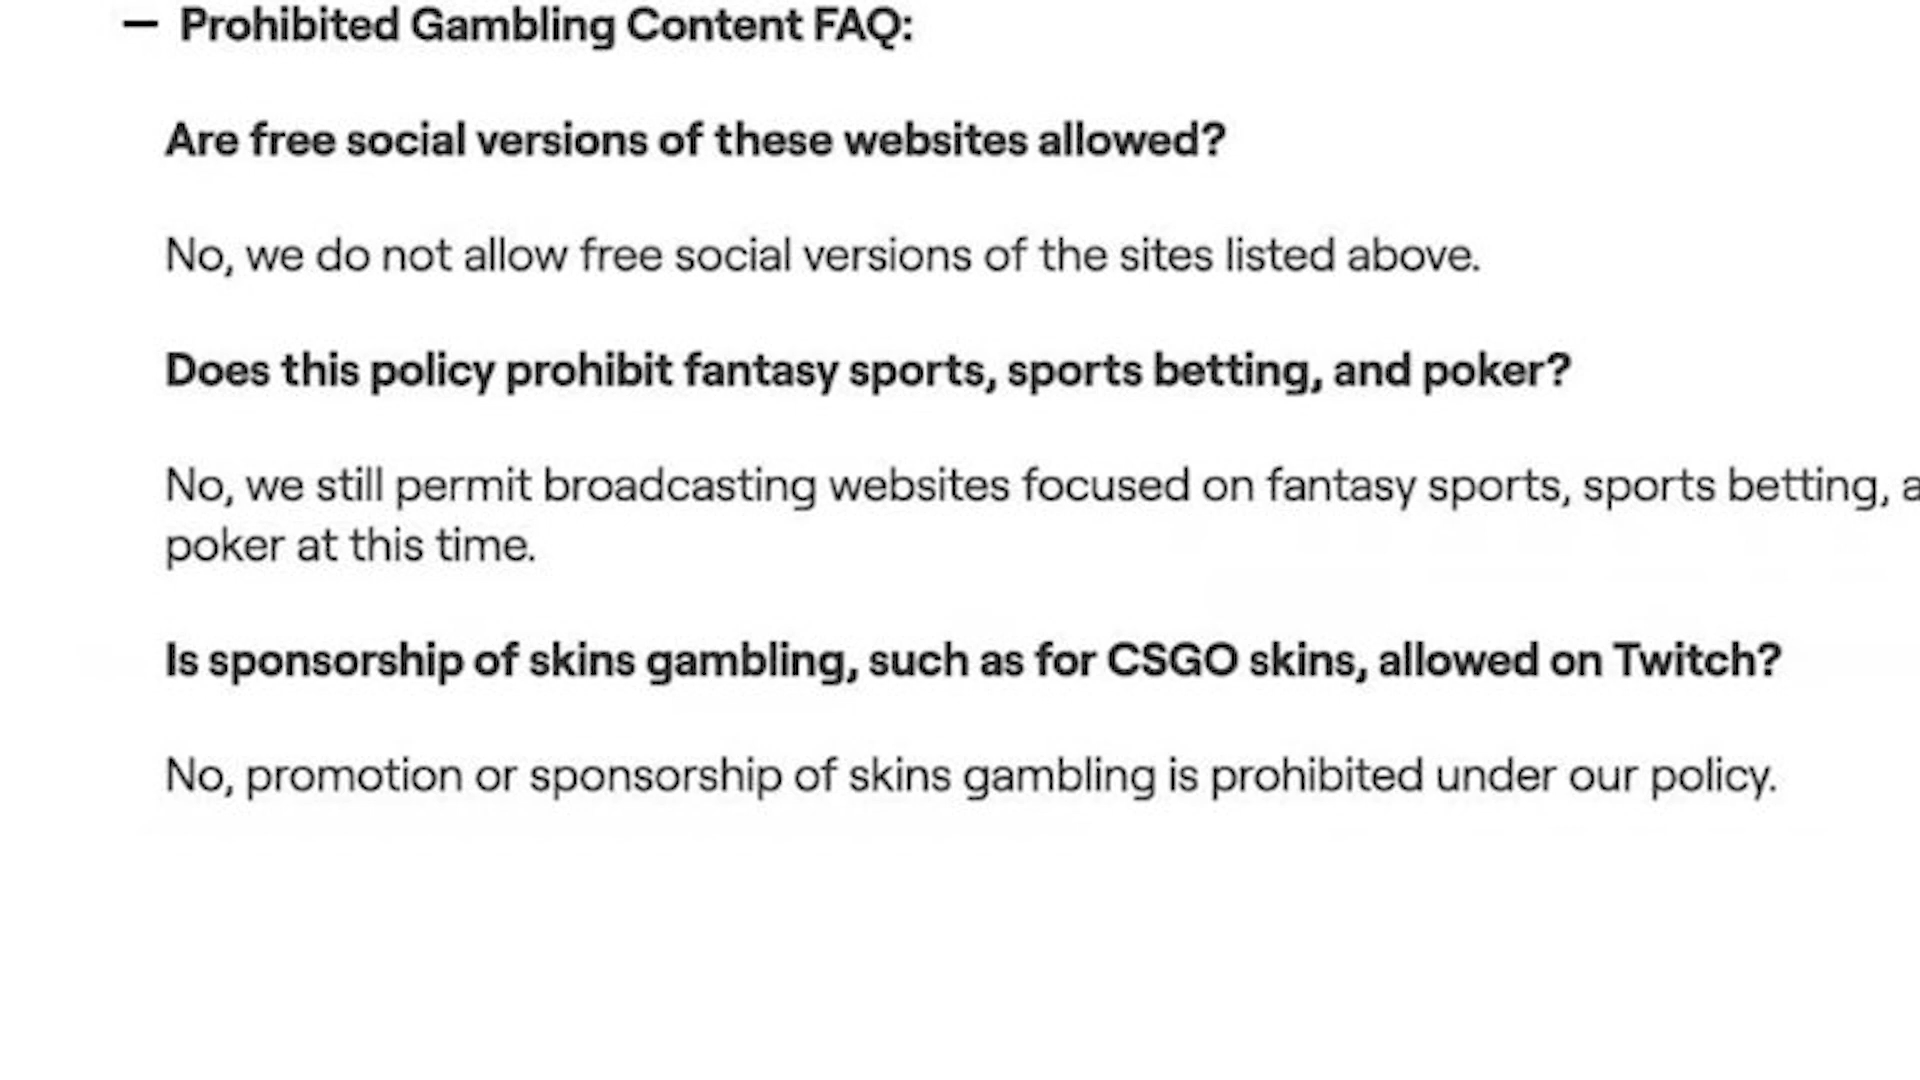 — Prohibited Gambling Content FAQ:
Are free social versions of these websites allowed?
No, we do not allow free social versions of the sites listed above.
Does this policy prohibit fantasy sports, sports betting, and poker?
No, we still permit broadcasting websites focused on fantasy sports, sports betting,
poker at this time.
Is sponsorship of skins gambling, such as for CSGO skins, allowed on Twitch?
No, promotion or sponsorship of skins gambling is prohibited under our policy.